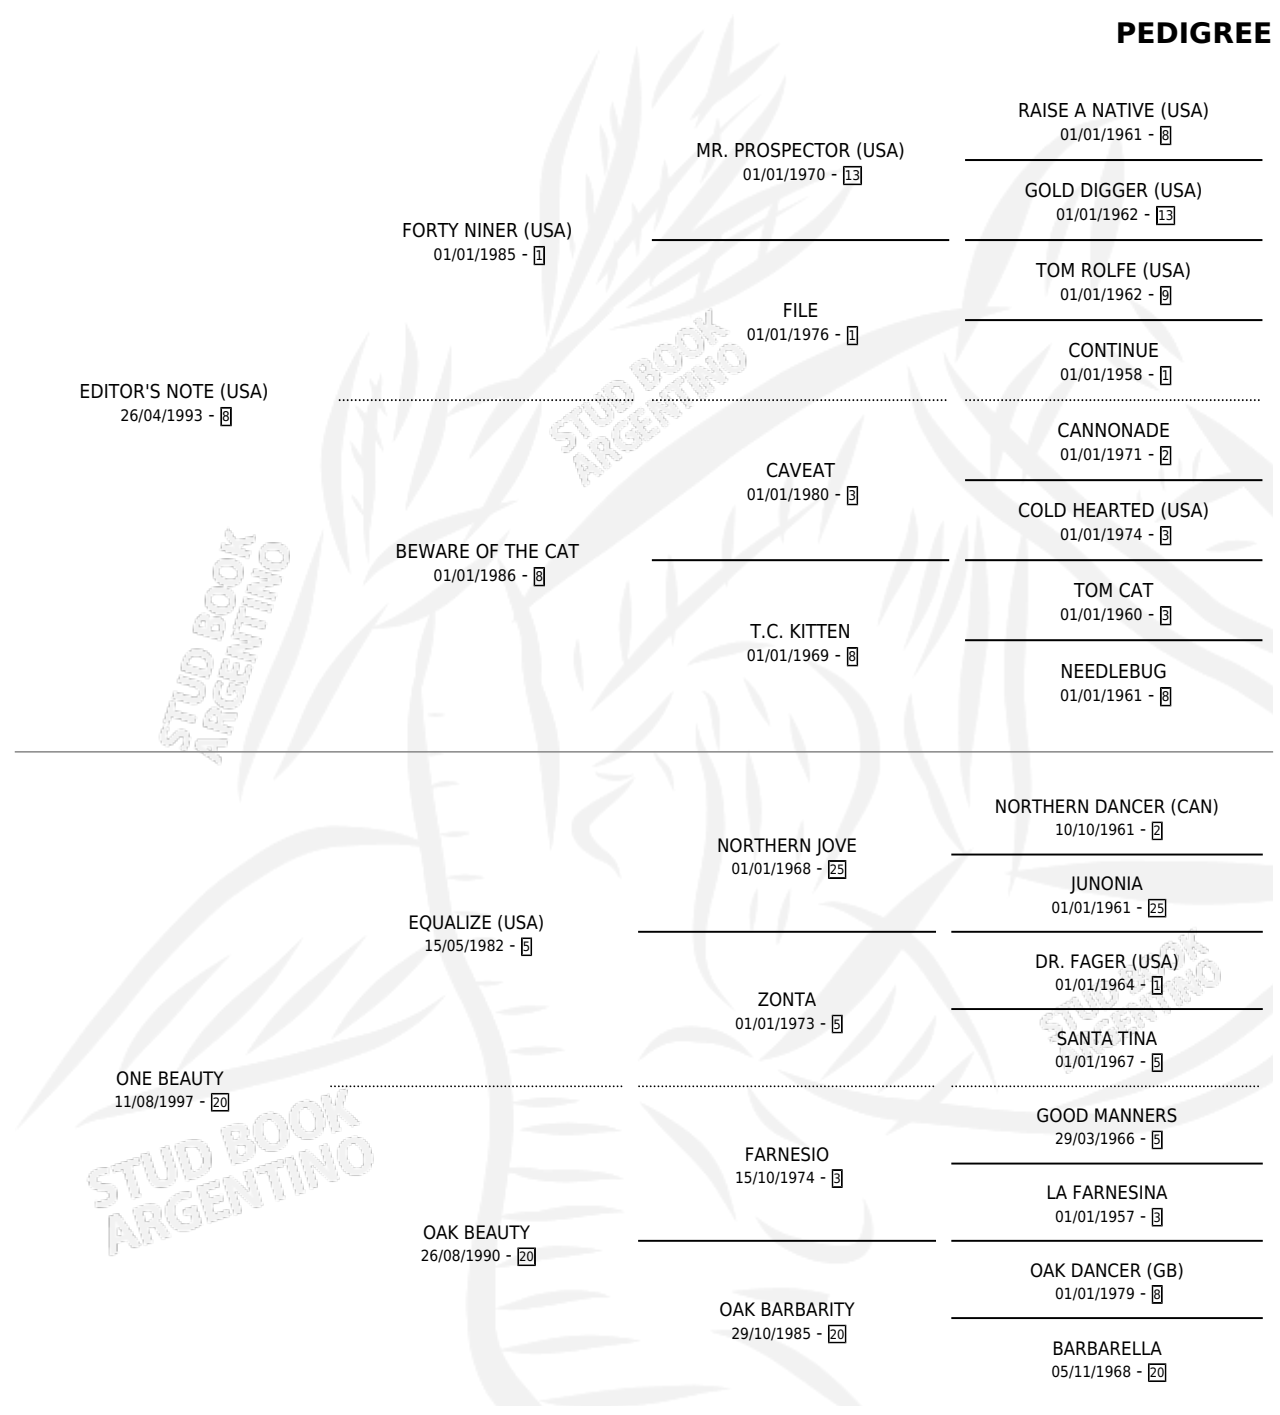 PEDIGREE
RAISE A NATIVE (USA)
01/01/1961 - 8
MR. PROSPECTOR (USA)
01/01/1970 - 13
GOLD DIGGER (USA)
01/01/1962 - 13
FORTY NINER (USA)
01/01/1985 - 1
TOM ROLFE (USA)
01/01/1962 - 9
FILE
01/01/1976 - 1
CONTINUE
01/01/1958 - 1
EDITOR'S NOTE (USA)
26/04/1993 - 8
CANNONADE
01/01/1971 - 2
CAVEAT
01/01/1980 - 3
COLD HEARTED (USA)
01/01/1974 - 3
BEWARE OF THE CAT
01/01/1986 - 8
TOM CAT
01/01/1960 - 3
T.C. KITTEN
01/01/1969 - 8
NEEDLEBUG
01/01/1961 - 8
STUD BOOK
ARGENTINO
STUD BOOK
ARGENTINO
NORTHERN DANCER (CAN)
10/10/1961 - 2
NORTHERN JOVE
01/01/1968 - 25
JUNONIA
01/01/1961 - 25
EQUALIZE (USA)
15/05/1982 - 5
DR. FAGER (USA)
01/01/1964 - 1
ZONTA
01/01/1973 - 5
SANTA TINA
01/01/1967 - 5
ONE BEAUTY
11/08/1997 - 20
GOOD MANNERS
29/03/1966 - 5
FARNESIO
15/10/1974 - 3
LA FARNESINA
01/01/1957 - 3
OAK BEAUTY
26/08/1990 - 20
OAK DANCER (GB)
01/01/1979 - 8
OAK BARBARITY
29/10/1985 - 20
BARBARELLA
05/11/1968 - 20
STUD BOOK
ARGENTINO
STUD BOOK
ARGENTINO